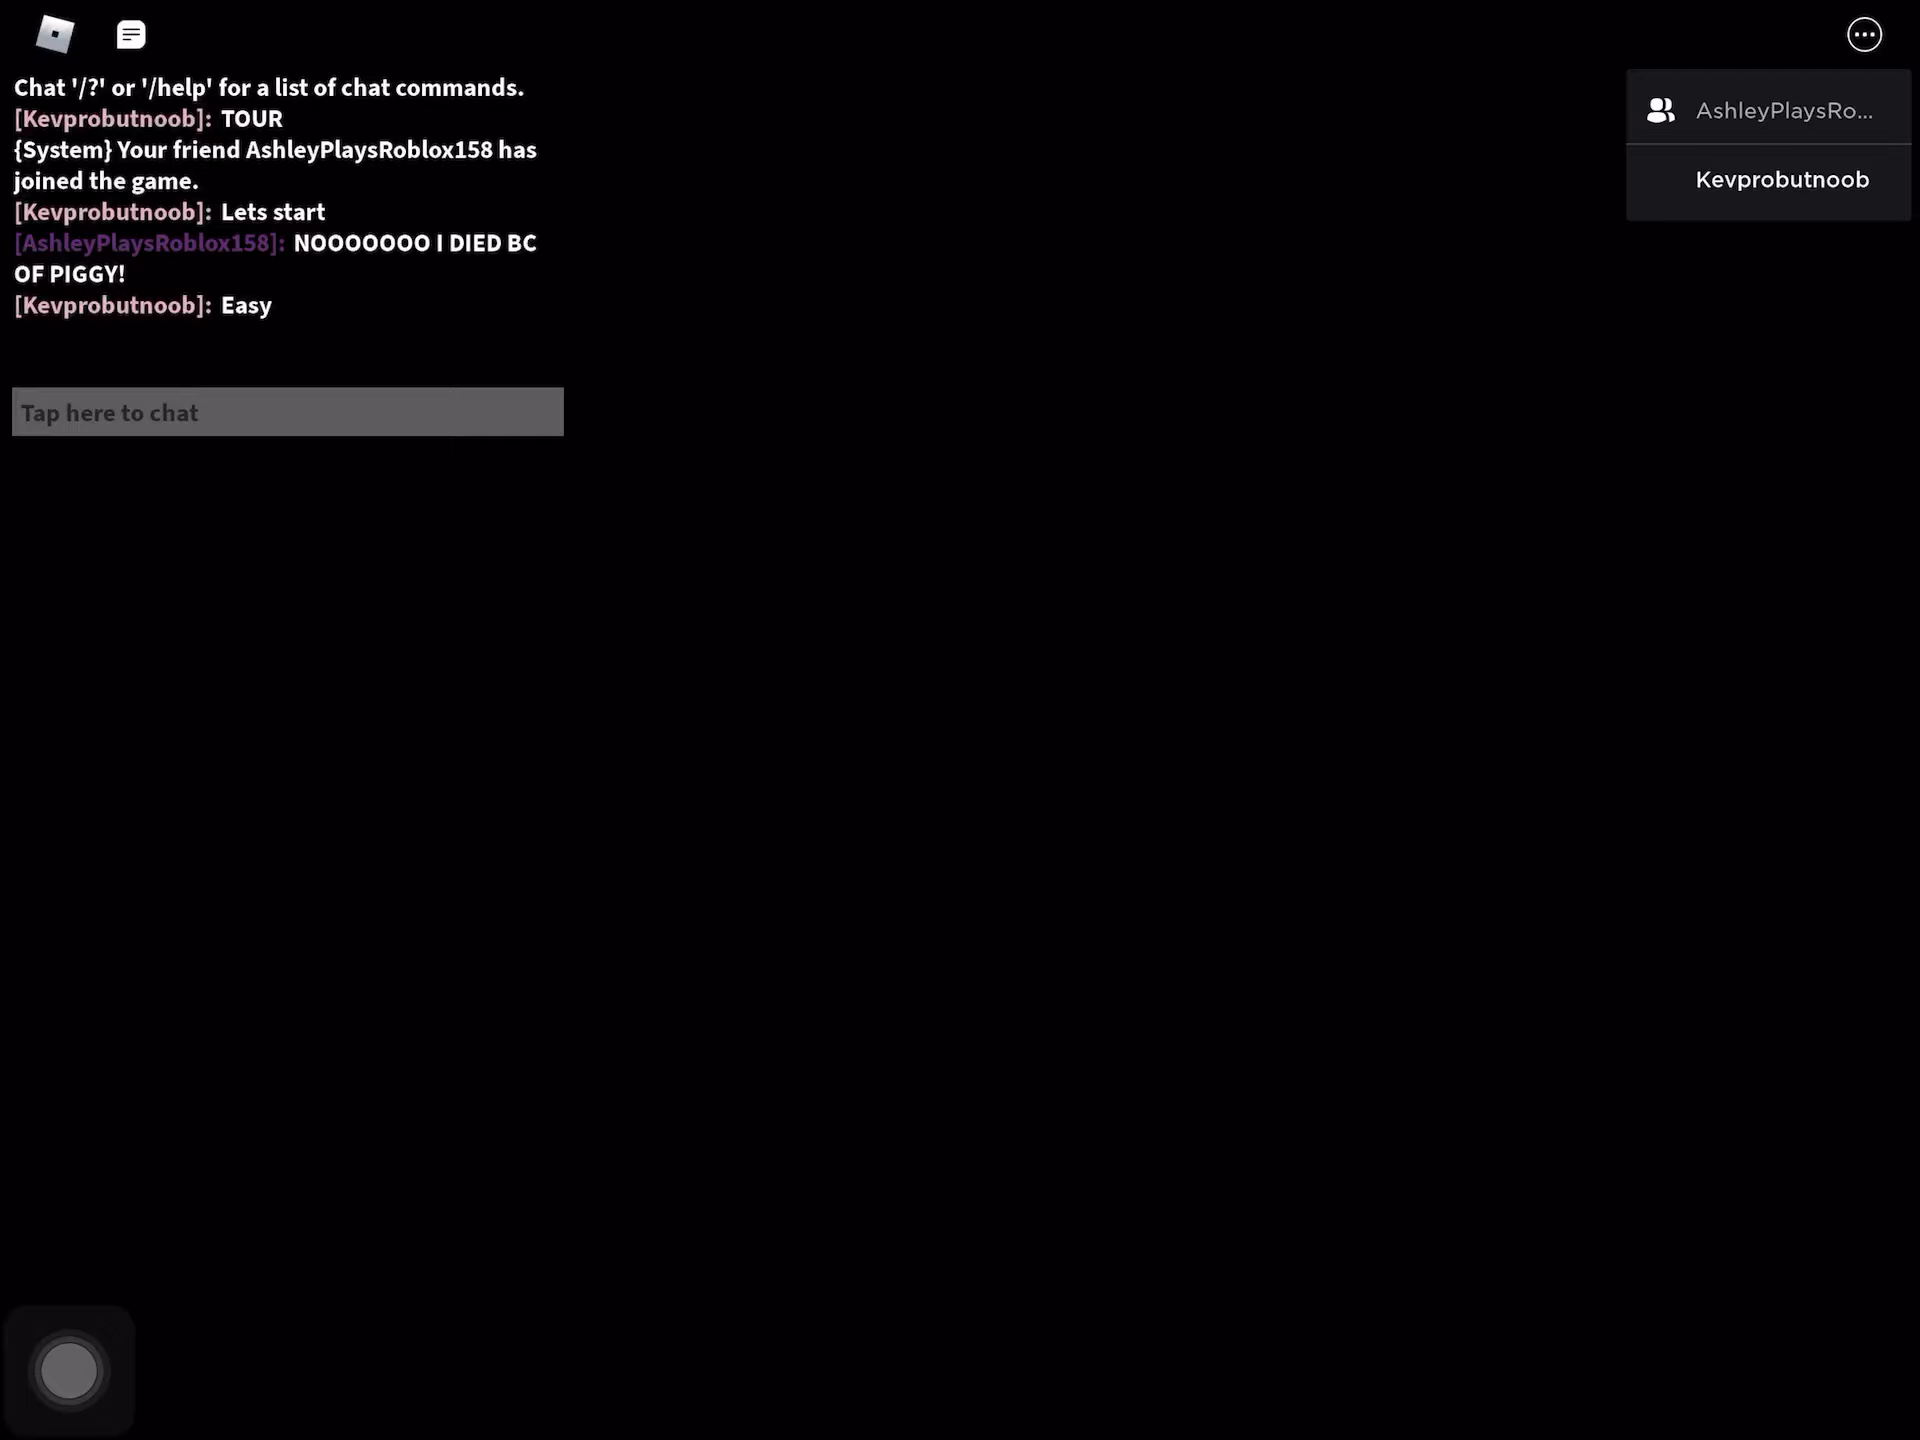 Chat '/?' or '/help' for a list of chat commands.
[Kevprobutnoob]: TOUR
{System} Your friend AshleyPlaysRoblox158 has
joined the game.
[Kevprobutnoob]: Lets start
[AshleyPlaysRoblox158]: NOOOOOOO I DIED BC
OF PIGGY!
[Kevprobutnoob]: Easy
Tap here to chat
AshleyPlaysRo...
Kevprobutnoob